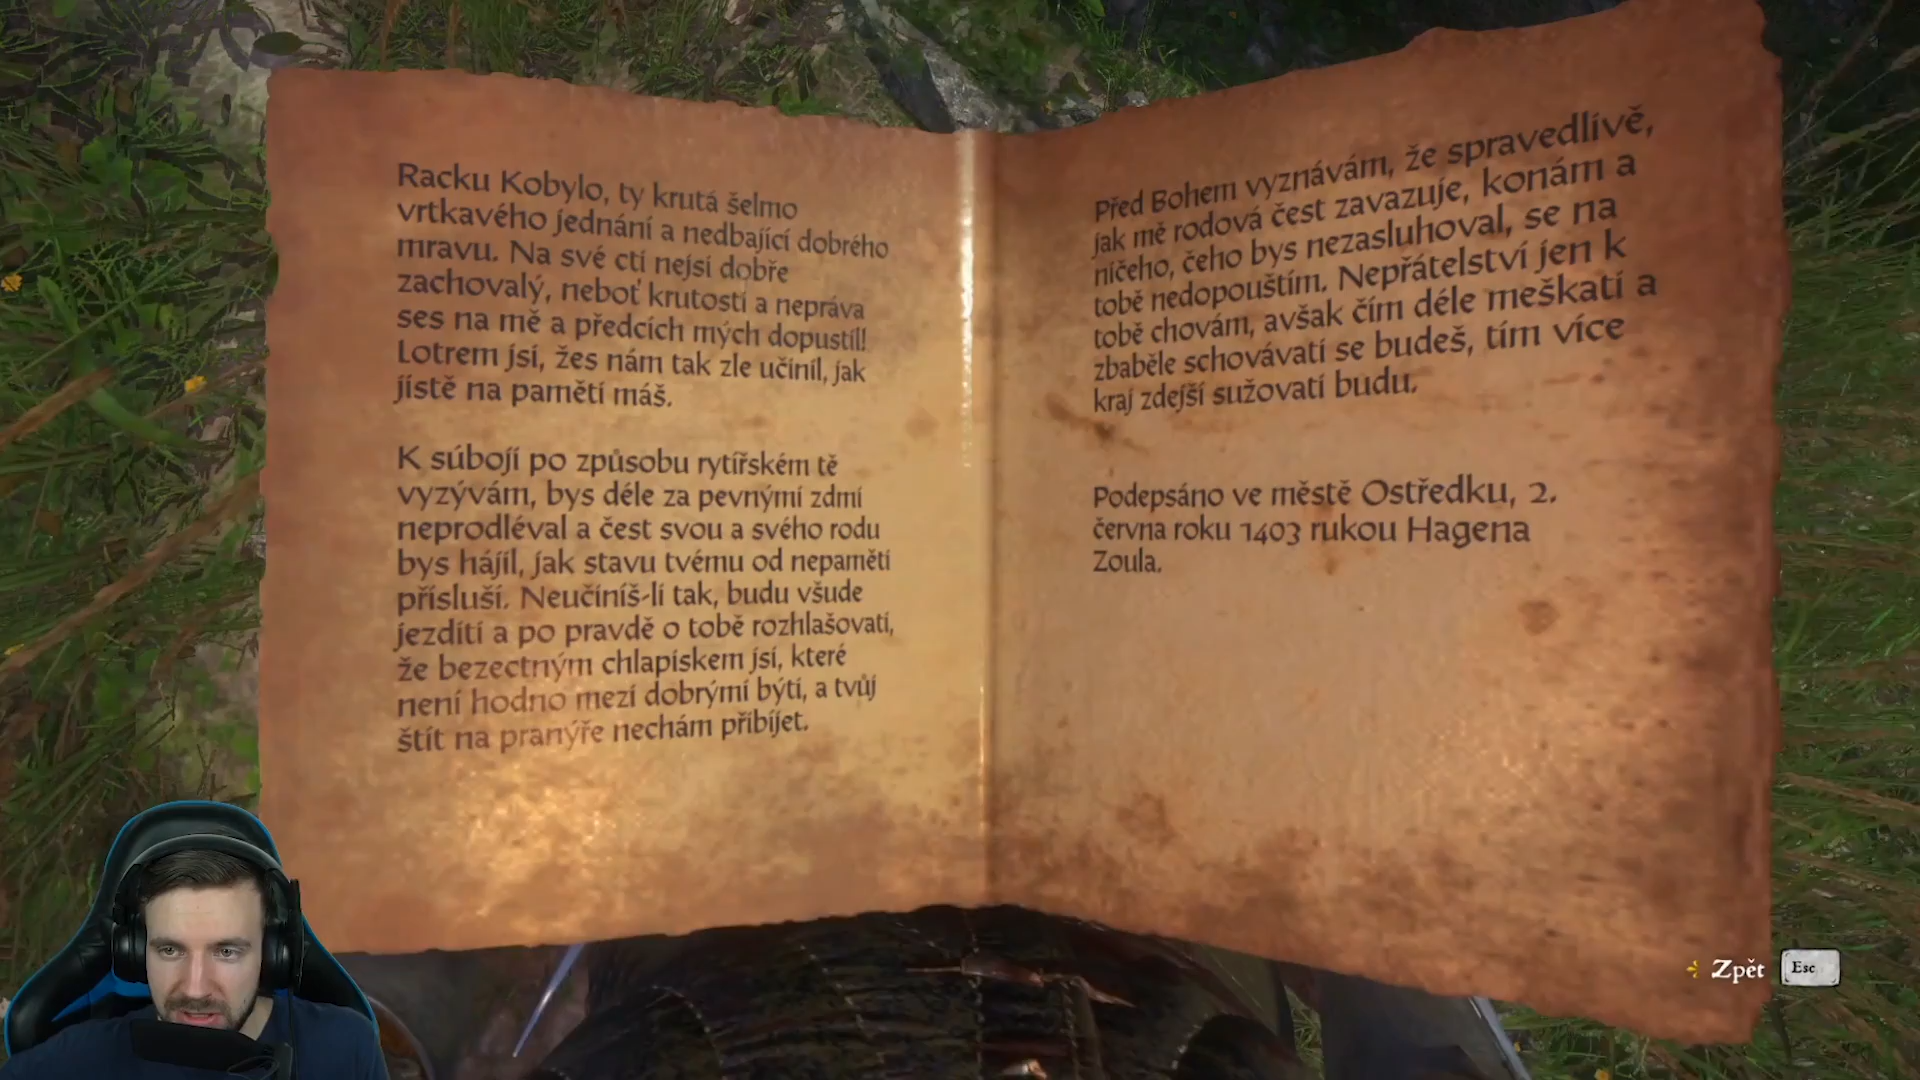 Racku Kobylo, ty krutá šelmo
vrtkavého jednání a nedbající dobrého
mravu. Na své cti nejsi dobře
zachovalý, neboť krutosti a nepráva
ses na mě a předcích mých dopustil!
Lotrem jsi, žes nám tak zle učinil, jak
jistě na paměti máš.
K súboji po způsobu rytířském tě
vyzývám, bys déle za pevnými zdmi
neprodléval a čest svou a svého rodu
bys hájil, jak stavu tvému od nepaměti
přísluší. Neučiníš-li tak, budu všude
jezditi a po pravdě o tobě rozhlašovati,
že bezectným chlapiskem jsi, které
není hodno mezi dobrými býti, a tvůj
štít na pranýře nechám přibíjet.
Před Bohem vyznávám, že spravedlivě,
jak mě rodová čest zavazuje, konám a
ničeho, čeho bys nezasluhoval, se na
tobě nedopouštím. Nepřátelství jen k
tobě chovám, avšak čím déle meškati a
zbaběle schovávati se budeš, tím více
kraj zdejší sužovati budu.
Podepsáno ve městě Ostředku, 2.
června roku 1403 rukou Hagena
Zoula.
Zpět Esc